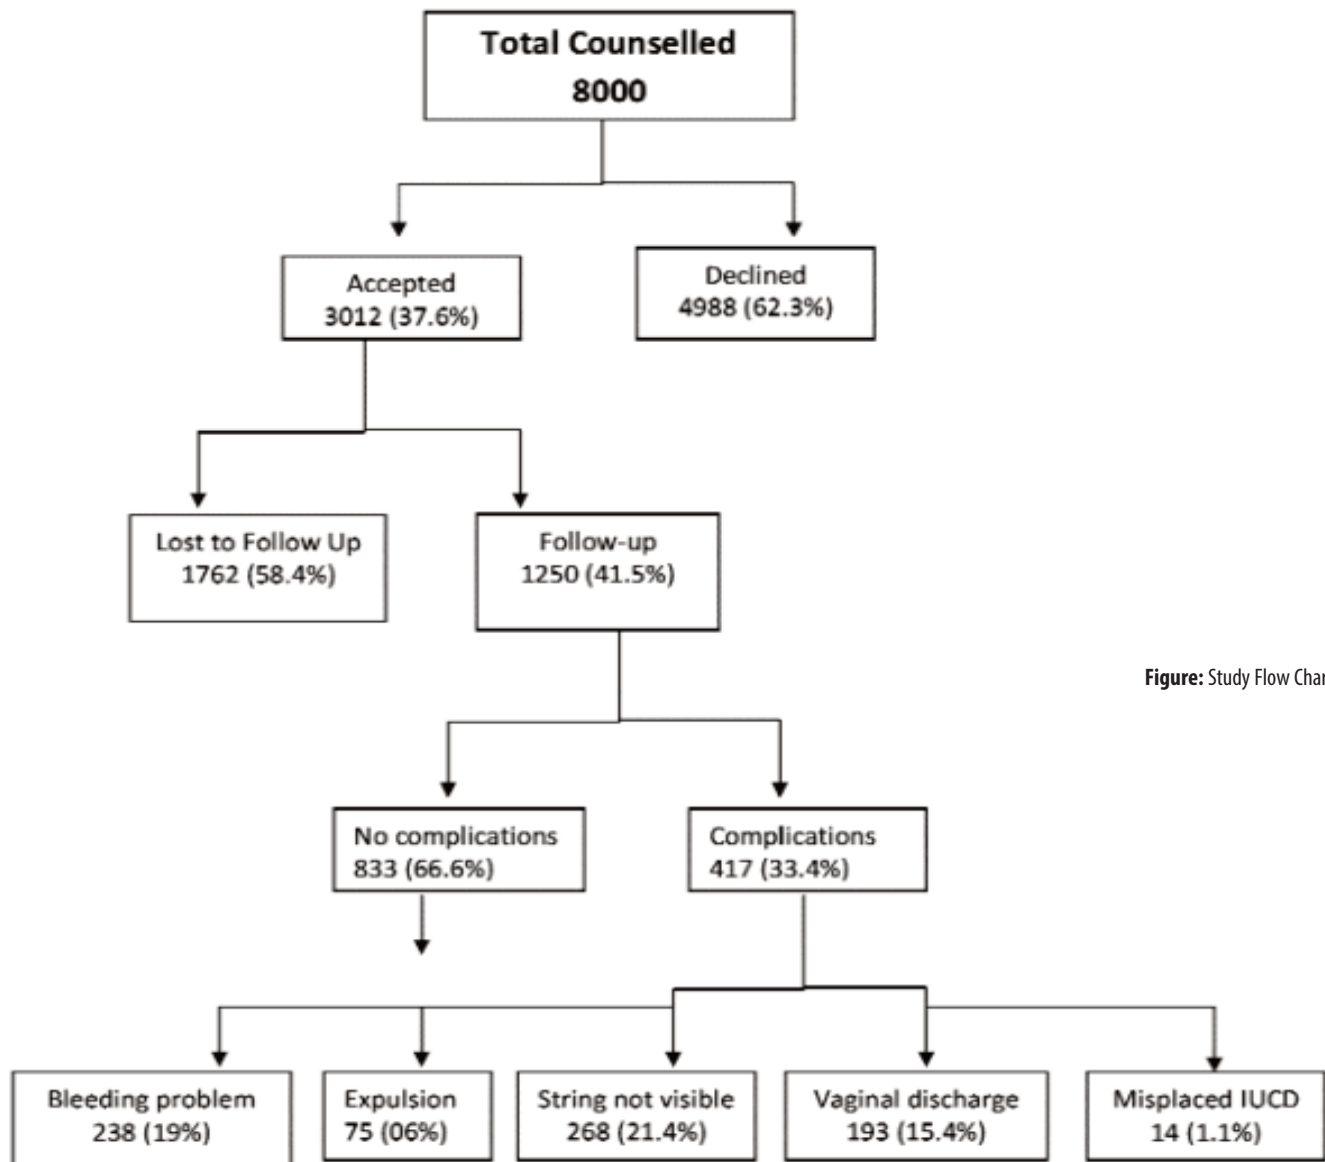 Total Counselled
8000
Accepted
3012 (37.6%)
Declined
4988 (62.3%)
Lost to Follow Up
1762 (58.4%)
Follow-up
1250 (41.5%)
Figure: Study Flow Char
No complications
833 (66.6%)
Complications
417 (33.4%)
Bleeding problem
238 (19%)
Expulsion
75 (06%)
String not visible
268 (21.4%)
Vaginal discharge
193 (15.4%)
Misplaced IUCD
14 (1.1%)